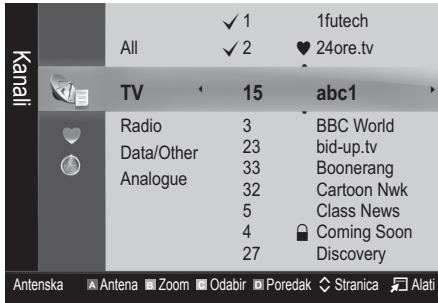 Kanali
✓ 1 1futech
All ✓ 2 ♥ 24ore.tv
TV 15 abc1
Radio 3 BBC World
Data/Other 23 bid-up.tv
Analogue 33 Boonerang
32 Cartoon Nwk
5 Class News
4 Coming Soon
27 Discovery
Antenska A Antena B Zoom C Odabir D Poredak Stranica Alati